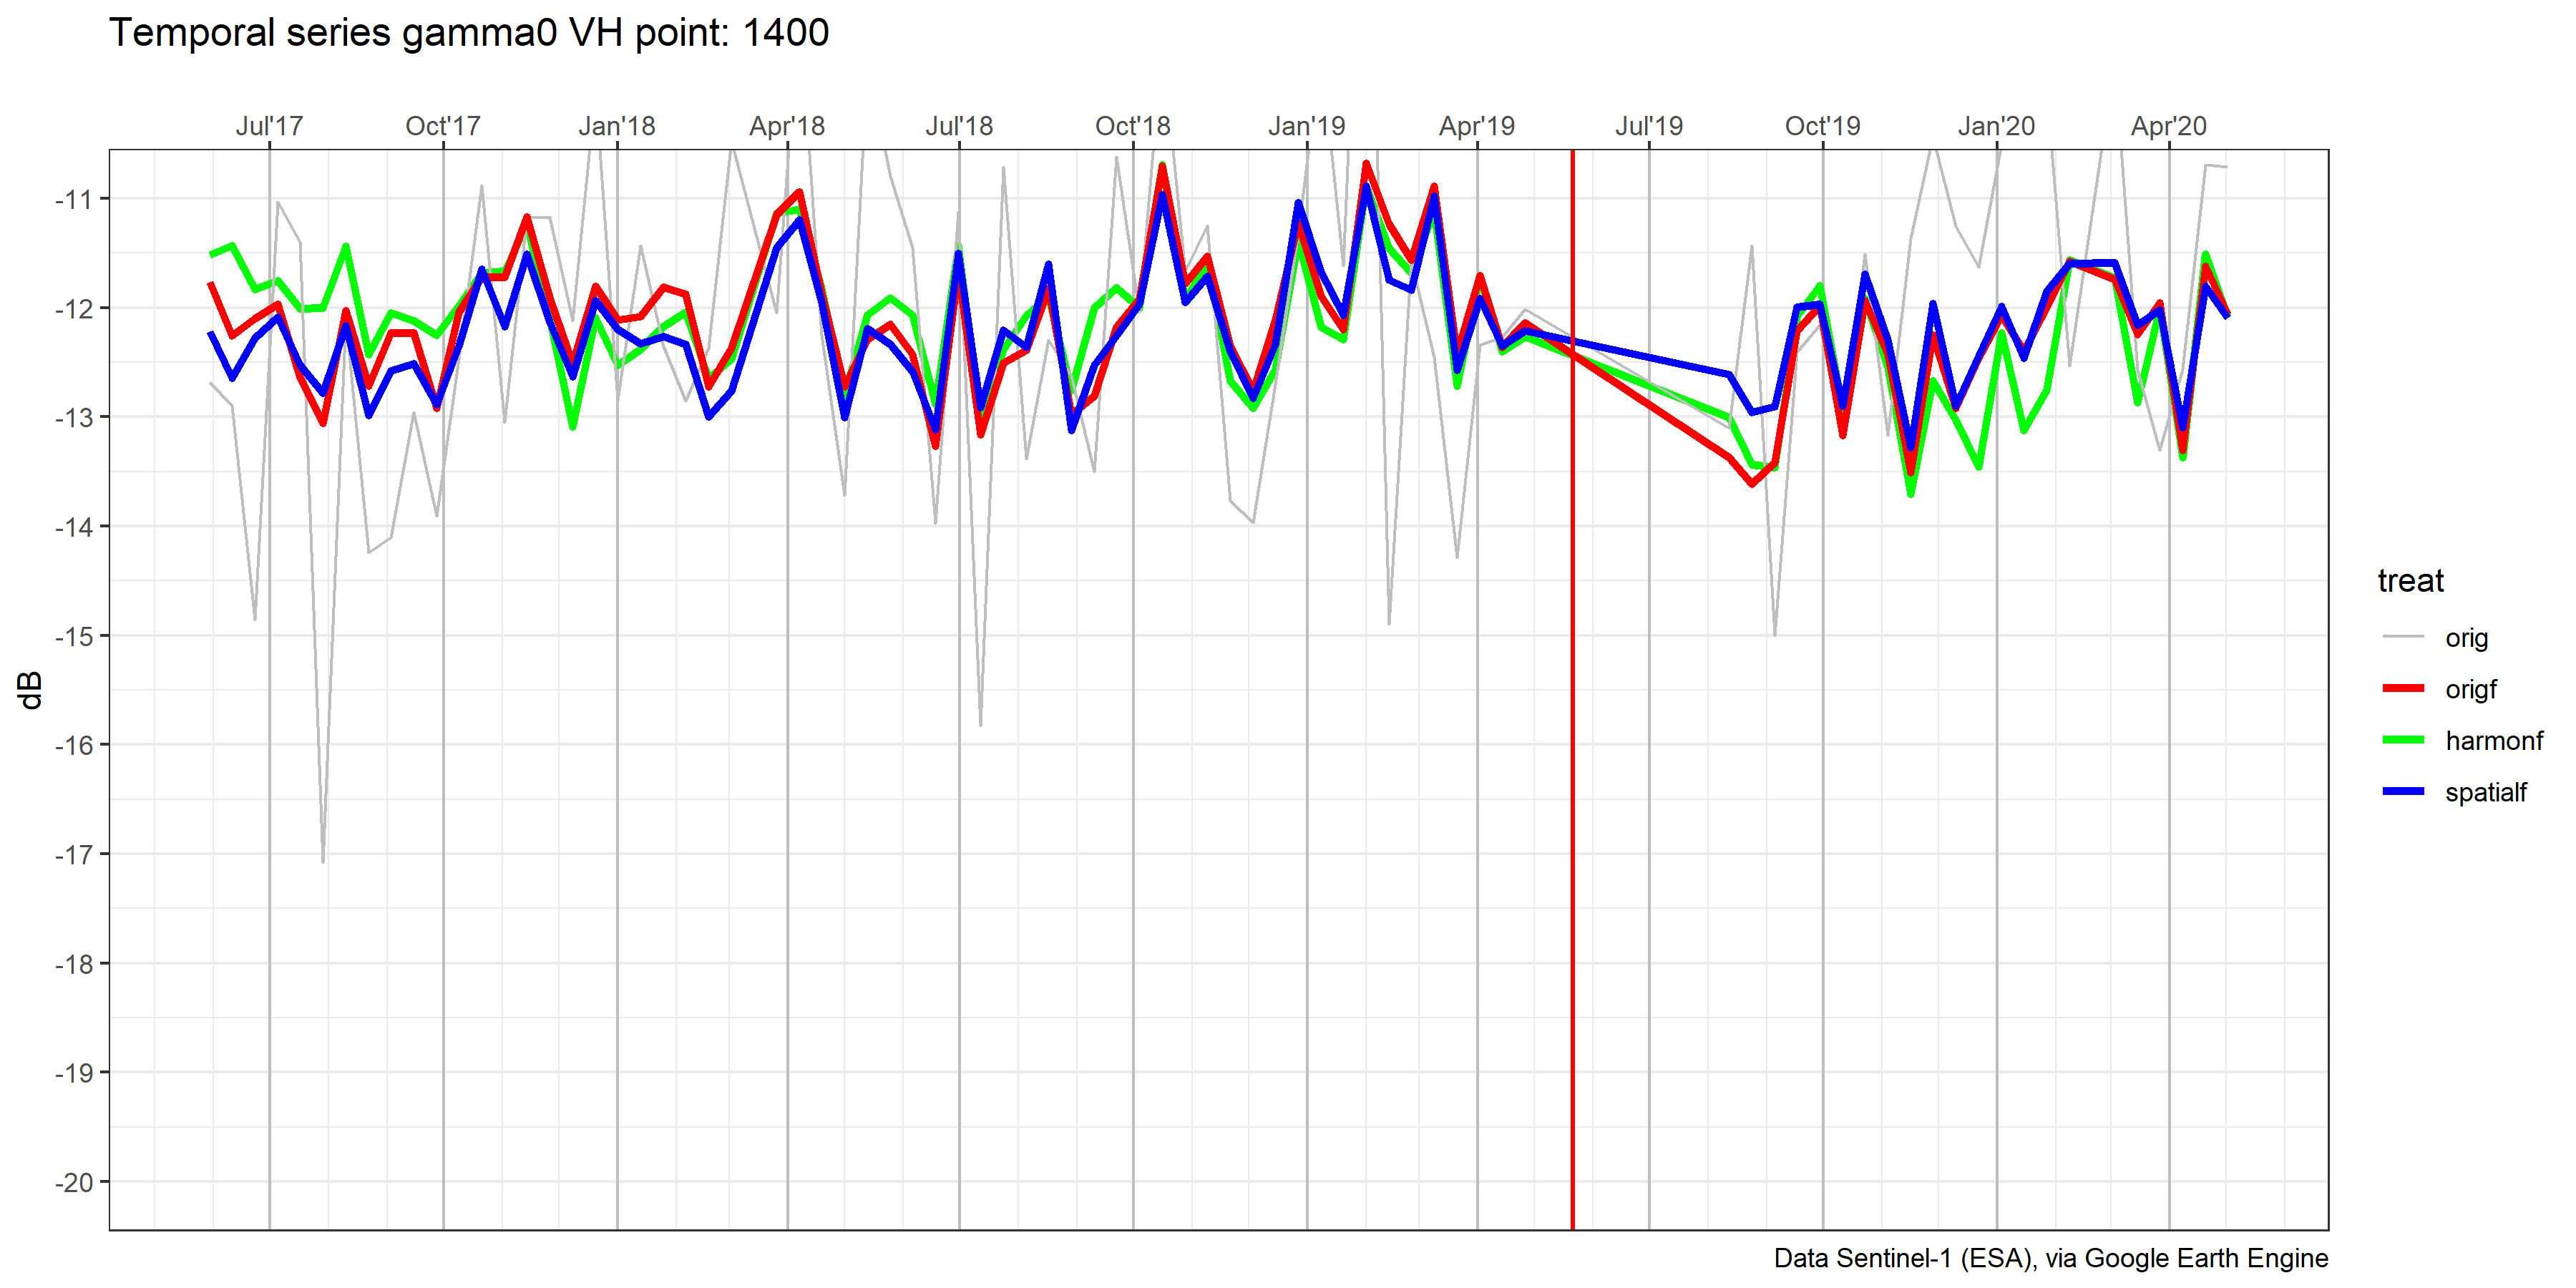 Temporal series gamma0 VH point: 1400
Jul'17 Oct'17 Jan'18 Apr'18 Jul'18 Oct'18 Jan'19 Apr'19 Jul'19 Oct'19 Jan'20 Apr'20
-11
-12
-13
-14
-15
-16
-17
-18
-19
-20
dB
treat
orig
origf
harmonf
spatialf
Data Sentinel-1 (ESA), via Google Earth Engine